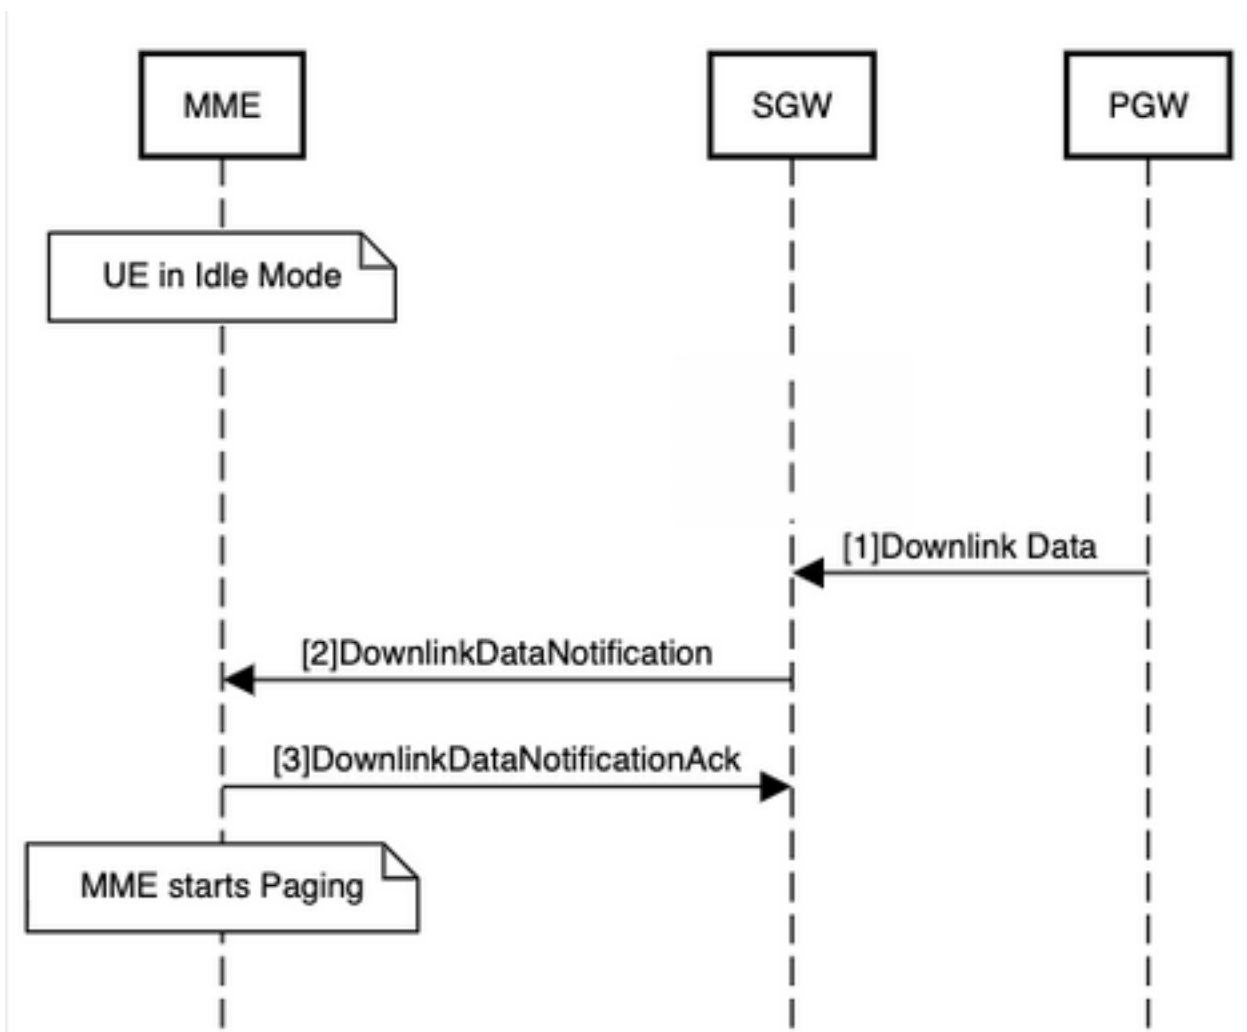 MME
SGW
PGW
UE in Idle Mode
[1]Downlink Data
[2]DownlinkDataNotification
[3]DownlinkDataNotificationAck
MME starts Paging